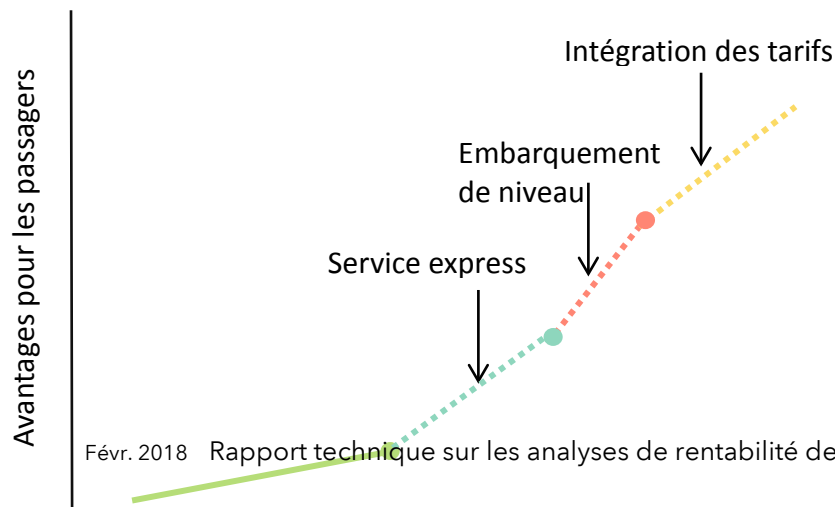 Intégration des tarifs
Embarquement
de niveau
Service express
Avantages pour les passagers
Févr. 2018 Rapport technique sur les analyses de rentabilité de